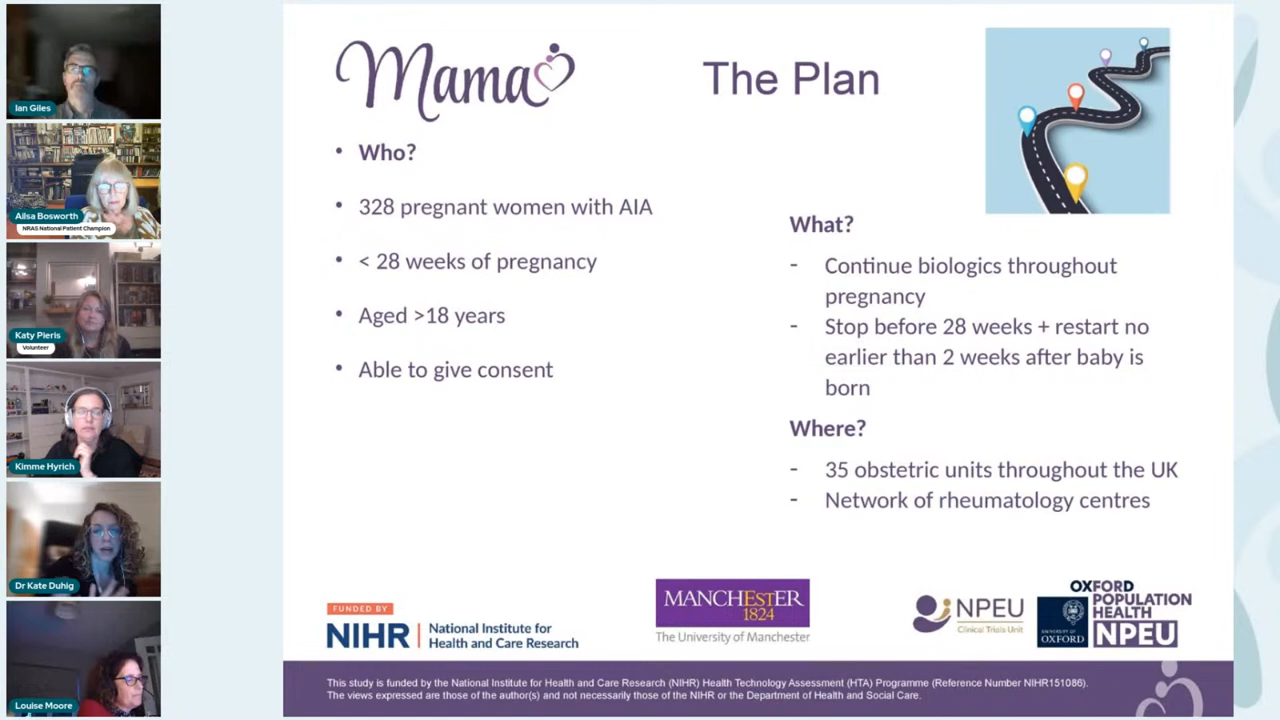 Ian Giles
Ailsa Bosworth
NRAS National Patient Champion
Katy Pieris
Volunteer
Kimme Hyrich
Dr Kate Duhig
Louise Moore
Mama
The Plan
• Who?
• 328 pregnant women with AIA
• < 28 weeks of pregnancy
• Aged >18 years
• Able to give consent
What?
- Continue biologics throughout
pregnancy
- Stop before 28 weeks + restart no
earlier than 2 weeks after baby is
born
Where?
- 35 obstetric units throughout the UK
- Network of rheumatology centres
FUNDED BY
NIHR | National Institute for
Health and Care Research
MANCHESTER
1824
The University of Manchester
NPEU
Clinical Trials Unit
UNIVERSITY OF
OXFORD
OXFORD
POPULATION
HEALTH
NPEU
This study is funded by the National Institute for Health and Care Research (NIHR) Health Technology Assessment (HTA) Programme (Reference Number NIHR151086).
The views expressed are those of the author(s) and not necessarily those of the NIHR or the Department of Health and Social Care.